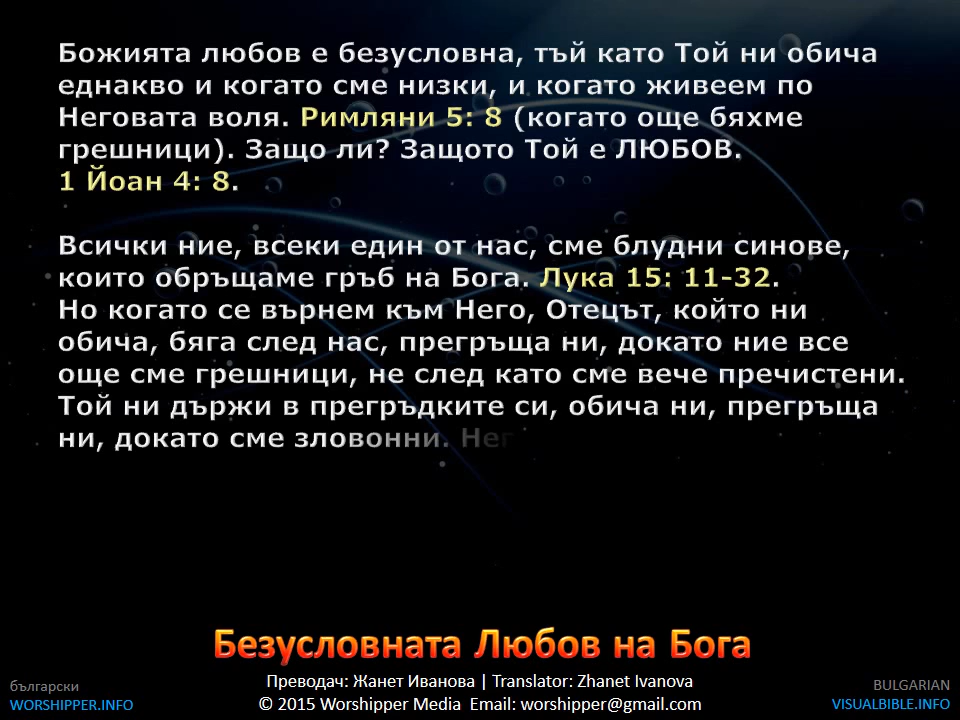 Божията любов е безусловна, тъй като Той ни обича
еднакво и когато сме низки, и когато живеем по
Неговата воля. Римляни 5: 8 (когато още бяхме
грешници). Защо ли? Защото Той е ЛЮБОВ.
1 Йоан 4: 8.
Всички ние, всеки един от нас, сме блудни синове,
които обръщаме гръб на Бога. Лука 15: 11-32.
Но когато се върнем към Него, Отецът, който ни
обича, бяга след нас, прегръща ни, докато ние все
още сме грешници, не след като сме вече пречистени.
Той ни държи в прегръдките си, обича ни, прегръща
ни, докато сме зловонни.
Безусловната Любов на Бога
Преводач: Жанет Иванова | Translator: Zhanet Ivanova
© 2015 Worshipper Media Email: worshipper@gmail.com
български
WORSHIPPER.INFO
BULGARIAN
VISUALBIBLE.INFO